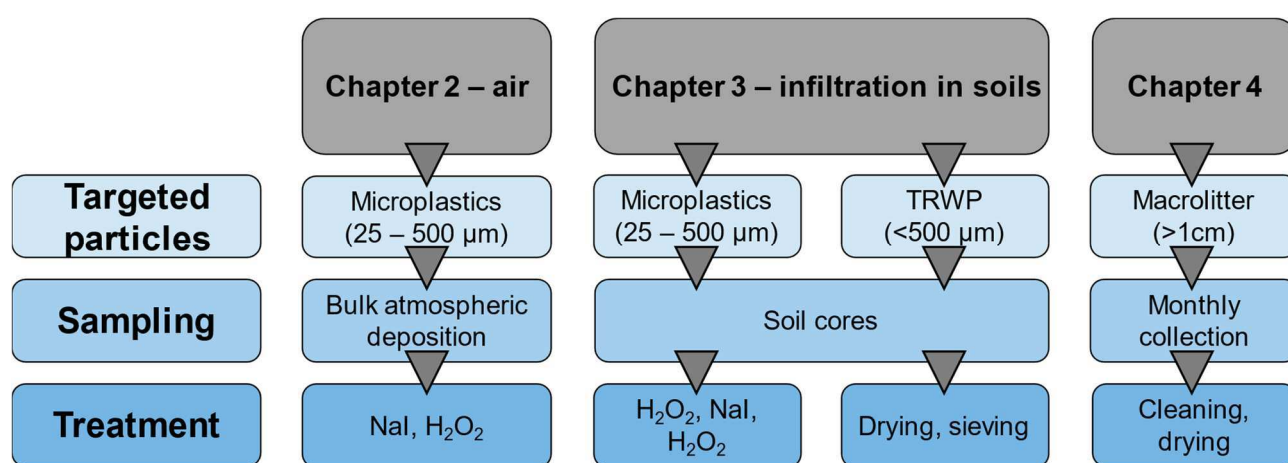 Chapter 2 – air
Chapter 3 – infiltration in soils
Chapter 4
Targeted
particles
Microplastics
(25 – 500 µm)
Microplastics
(25 – 500 µm)
TRWP
(<500 µm)
Macrolitter
(>1cm)
Sampling
Bulk atmospheric
deposition
Soil cores
Monthly
collection
Treatment
NaI, H₂O₂
H₂O₂, NaI,
H₂O₂
Drying, sieving
Cleaning,
drying